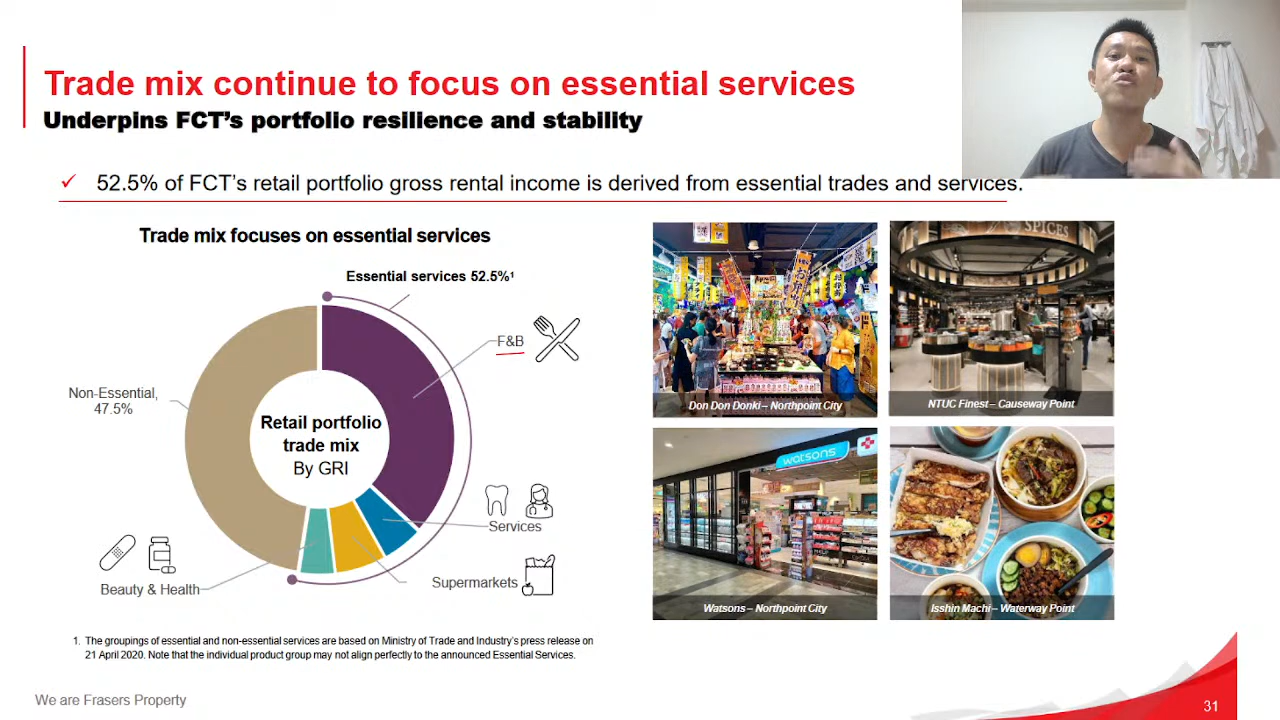 Trade mix continue to focus on essential services
Underpins FCT's portfolio resilience and stability
✓ 52.5% of FCT's retail portfolio gross rental income is derived from essential trades and services.
Trade mix focuses on essential services
Essential services 52.5%¹
F&B
Non-Essential,
47.5%
Retail portfolio
trade mix
By GRI
Services
Supermarkets
Beauty & Health
SPICES
Don Don Donki – Northpoint City
NTUC Finest – Causeway Point
watsons
Watsons – Northpoint City
Isshin Machi – Waterway Point
1. The groupings of essential and non-essential services are based on Ministry of Trade and Industry's press release on
21 April 2020. Note that the individual product group may not align perfectly to the announced Essential Services.
We are Frasers Property
31